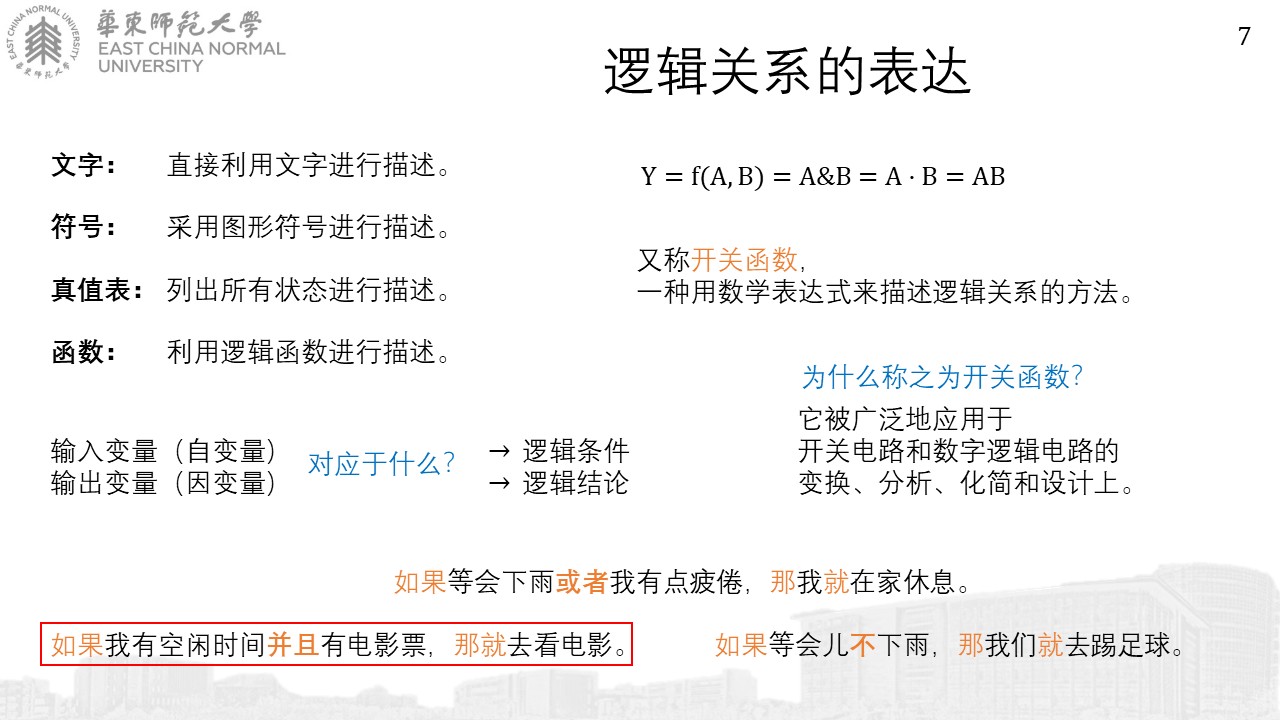 EAST CHINA NORMAL UNIVERSITY
華東師範大學
華東師範大學
EAST CHINA NORMAL
UNIVERSITY
7
逻辑关系的表达
文字： 直接利用文字进行描述。
符号： 采用图形符号进行描述。
真值表： 列出所有状态进行描述。
函数： 利用逻辑函数进行描述。
Y = f(A, B) = A&B = A · B = AB
又称开关函数，
一种用数学表达式来描述逻辑关系的方法。
输入变量（自变量）
输出变量（因变量）
对应于什么？
→ 逻辑条件
→ 逻辑结论
为什么称之为开关函数？
它被广泛地应用于
开关电路和数字逻辑电路的
变换、分析、化简和设计上。
如果等会下雨或者我有点疲倦，那我就在家休息。
如果我有空闲时间并且有电影票，那就去看电影。
如果等会儿不下雨，那我们就去踢足球。